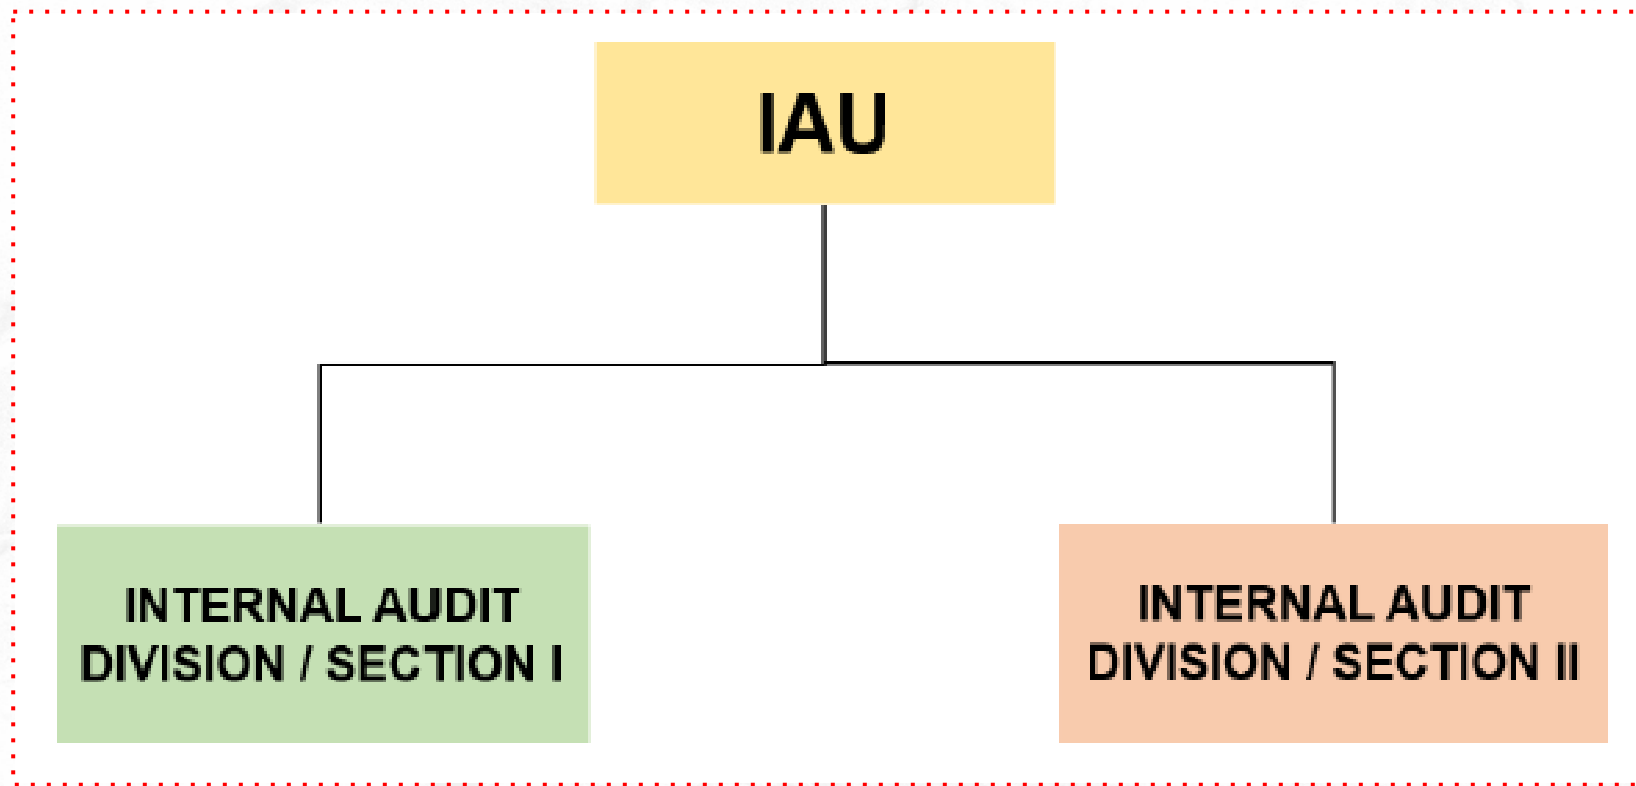 IAU
INTERNAL AUDIT
DIVISION / SECTION I
INTERNAL AUDIT
DIVISION / SECTION II